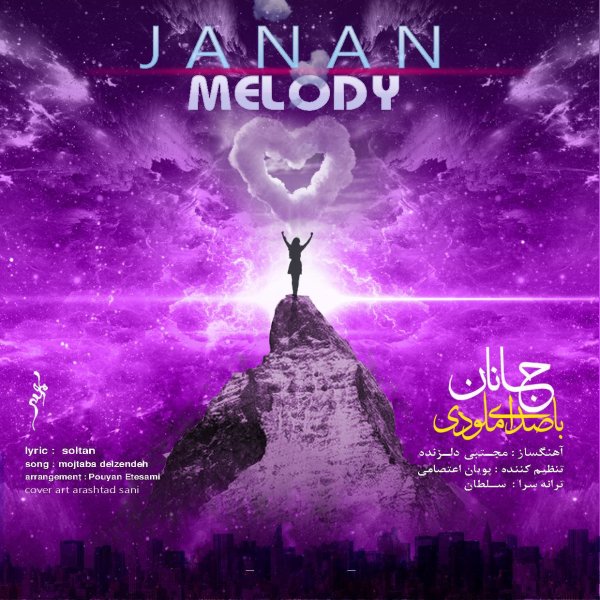 JANAN
MELODY
جانان
با صدای ملودی
آهنگساز : مجتبی دلزنده
تنظیم کننده : پویان اعتصامی
ترانه سرا : سلطان
lyric : soltan
song : mojtaba delzendeh
arrangement : Pouyan Etesami
cover art arashtad sani